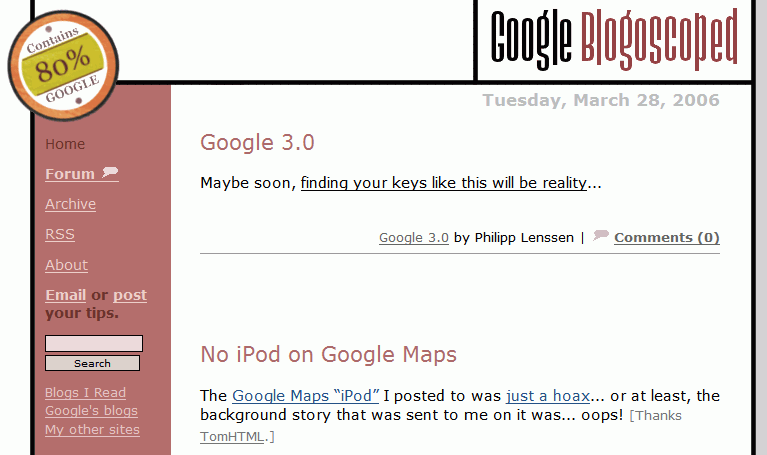 Contains
80%
GOOGLE
Google Blogoscoped
Tuesday, March 28, 2006
Home
Forum
Archive
RSS
About
Email or post
your tips.
Search
Blogs I Read
Google's blogs
My other sites
Google 3.0
Maybe soon, finding your keys like this will be reality...
Google 3.0 by Philipp Lenssen | Comments (0)
No iPod on Google Maps
The Google Maps “iPod” I posted to was just a hoax... or at least, the
background story that was sent to me on it was... oops! [Thanks
TomHTML.]